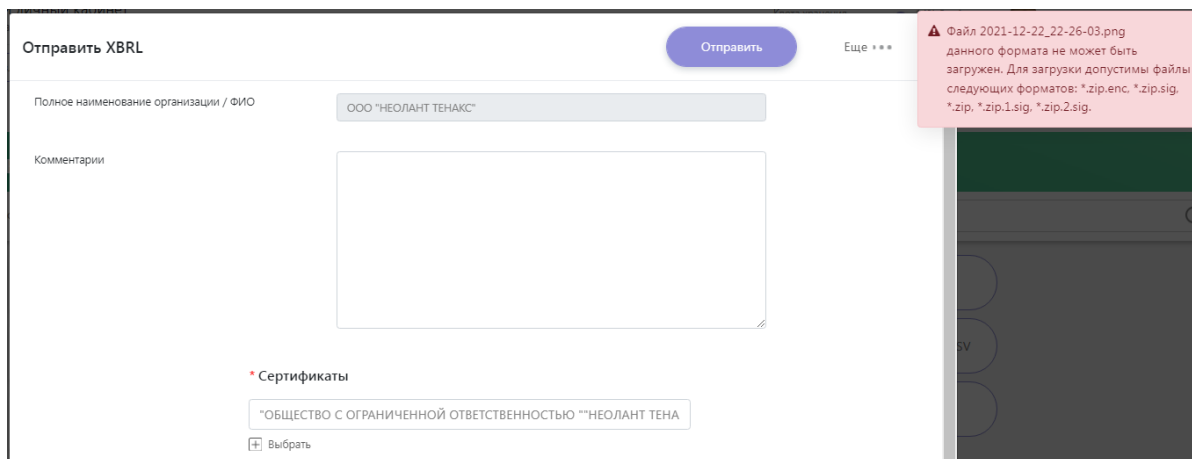 Отправить XBRL
Отправить
Еще
Файл 2021-12-22_22-26-03.png
данного формата не может быть
загружен. Для загрузки допустимы файлы
следующих форматов: *.zip.enc, *.zip.sig,
*.zip, *.zip.1.sig, *.zip.2.sig.
Полное наименование организации / ФИО
ООО "НЕОЛАНТ ТЕНАКС"
Комментарии
* Сертификаты
"ОБЩЕСТВО С ОГРАНИЧЕННОЙ ОТВЕТСТВЕННОСТЬЮ ""НЕОЛАНТ ТЕНА
Выбрать